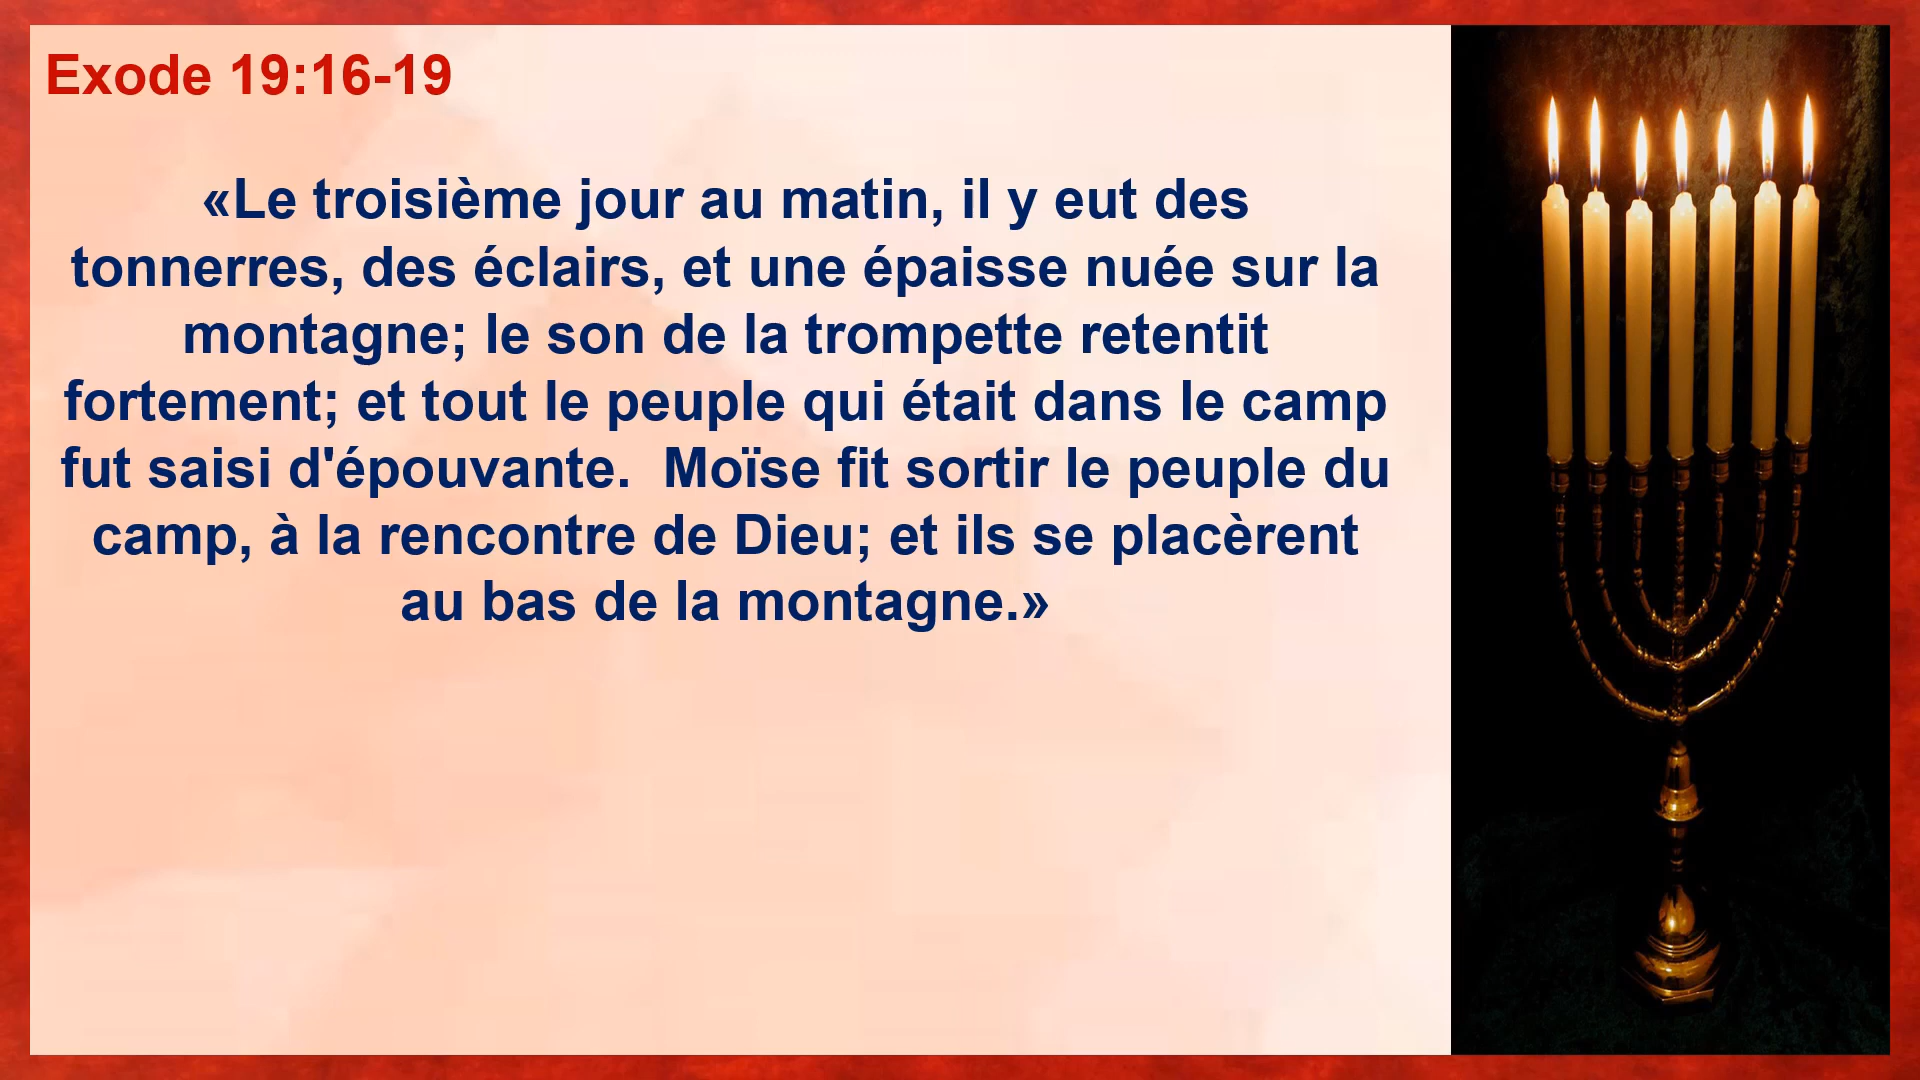 Exode 19:16-19
«Le troisième jour au matin, il y eut des
tonnerres, des éclairs, et une épaisse nuée sur la
montagne; le son de la trompette retentit
fortement; et tout le peuple qui était dans le camp
fut saisi d'épouvante.  Moïse fit sortir le peuple du
camp, à la rencontre de Dieu; et ils se placèrent
au bas de la montagne.»